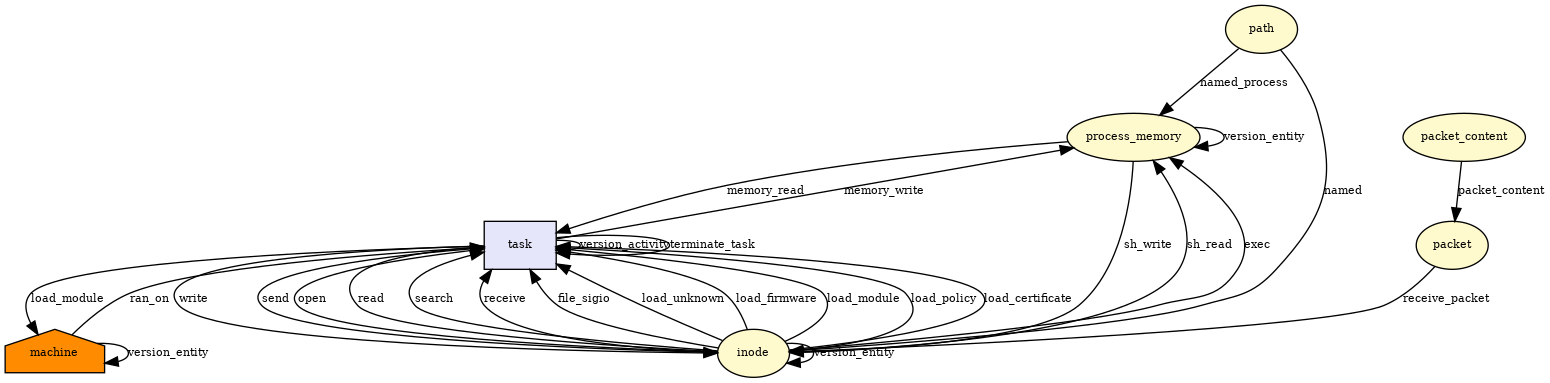 path
named_process
process_memory
version_entity
packet_content
memory_read
memory_write
named
packet_content
task
version_activity
terminate_task
sh_write
sh_read
exec
packet
load_module
ran_on
write
send
open
read
search
receive
file_sigio
load_unknown
load_firmware
load_module
load_policy
load_certificate
receive_packet
machine
version_entity
inode
version_entity